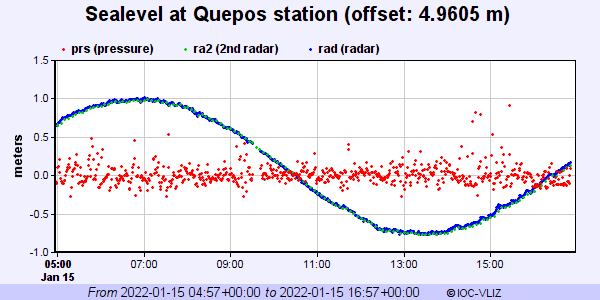 Sealevel at Quepos station (offset: 4.9605 m)
prs (pressure) ra2 (2nd radar) rad (radar)
meters
1.5
1.0
0.5
0.0
-0.5
-1.0
05:00 07:00 09:00 11:00 13:00 15:00
Jan 15
From 2022-01-15 04:57+00:00 to 2022-01-15 16:57+00:00 © IOC-VLIZ